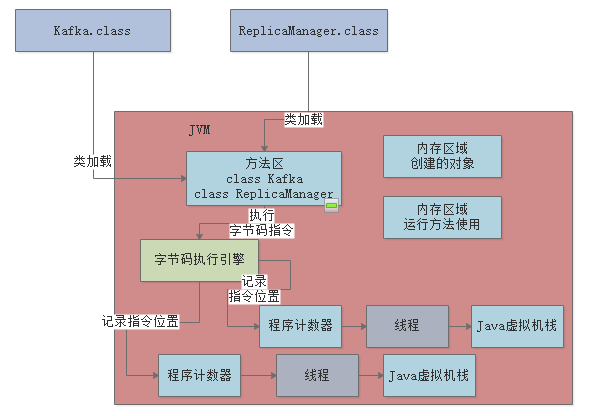 Kafka.class
ReplicaManager.class
JVM
类加载
类加载
方法区
class Kafka
class ReplicaManager
内存区域
创建的对象
内存区域
运行方法使用
执行
字节码指令
字节码执行引擎
记录
指令位置
记录指令位置
程序计数器
线程
Java虚拟机栈
程序计数器
线程
Java虚拟机栈